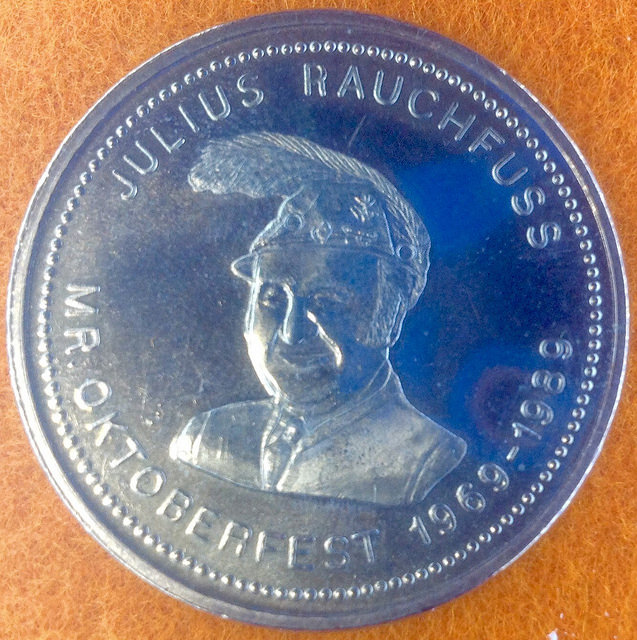 JULIUS RAUCHFUSS
MR. OKTOBERFEST 1969-1989